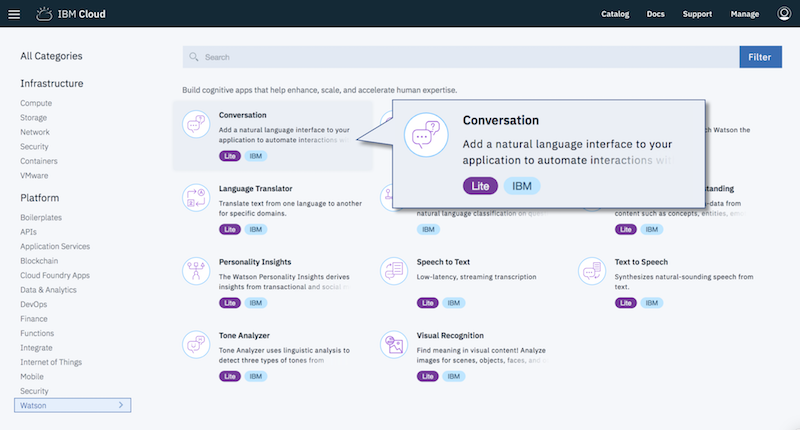 IBM Cloud
Catalog Docs Support Manage
All Categories
Infrastructure
Compute
Storage
Network
Security
Containers
VMware
Platform
Boilerplates
APIs
Application Services
Blockchain
Cloud Foundry Apps
Data & Analytics
DevOps
Finance
Functions
Integrate
Internet of Things
Mobile
Security
Watson
Search
Filter
Build cognitive apps that help enhance, scale, and accelerate human expertise.
Conversation
Add a natural language interface to your
application to automate interactions
Lite IBM
Conversation
Add a natural language interface to your
application to automate interactions wi
Lite IBM
Watson the
Language Translator
Translate text from one language to another
for specific domains.
Lite IBM
natural language classification on
IBM
-data from
content such as concepts, entities,
Lite IBM
Personality Insights
The Watson Personality Insights derives
insights from transactional and social
Lite IBM
Speech to Text
Low-latency, streaming transcription
Lite IBM
Text to Speech
Synthesizes natural-sounding speech from
text.
Lite IBM
Tone Analyzer
Tone Analyzer uses linguistic analysis to
detect three types of tones from
Lite IBM
Visual Recognition
Find meaning in visual content! Analyze
images for scenes, objects, faces, and
Lite IBM